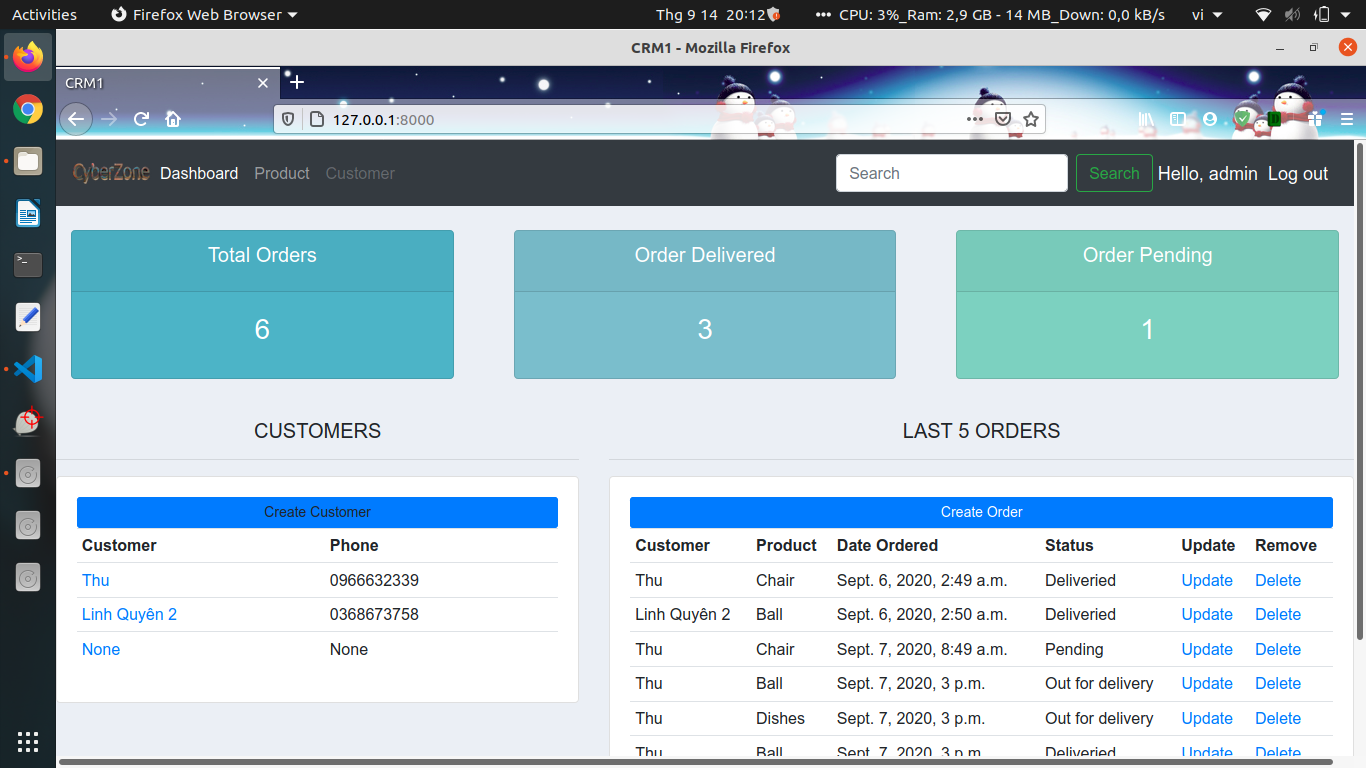 Activities Firefox Web Browser Thg 9 14 20:12 CPU: 3%_Ram: 2,9 GB - 14 MB_Down: 0,0 kB/s vi
CRM1 - Mozilla Firefox
CRM1
127.0.0.1:8000
CyberZone Dashboard Product Customer Search Search Hello, admin Log out
Total Orders Order Delivered Order Pending
6 3 1
CUSTOMERS LAST 5 ORDERS
Create Customer Create Order
Customer Phone Customer Product Date Ordered Status Update Remove
Thu 0966632339 Thu Chair Sept. 6, 2020, 2:49 a.m. Deliveried Update Delete
Linh Quyên 2 0368673758 Linh Quyên 2 Ball Sept. 6, 2020, 2:50 a.m. Deliveried Update Delete
None None Thu Chair Sept. 7, 2020, 8:49 a.m. Pending Update Delete
Thu Ball Sept. 7, 2020, 3 p.m. Out for delivery Update Delete
Thu Dishes Sept. 7, 2020, 3 p.m. Out for delivery Update Delete
Thu Ball Sept. 7, 2020, 3 p.m. Deliveried Update Delete